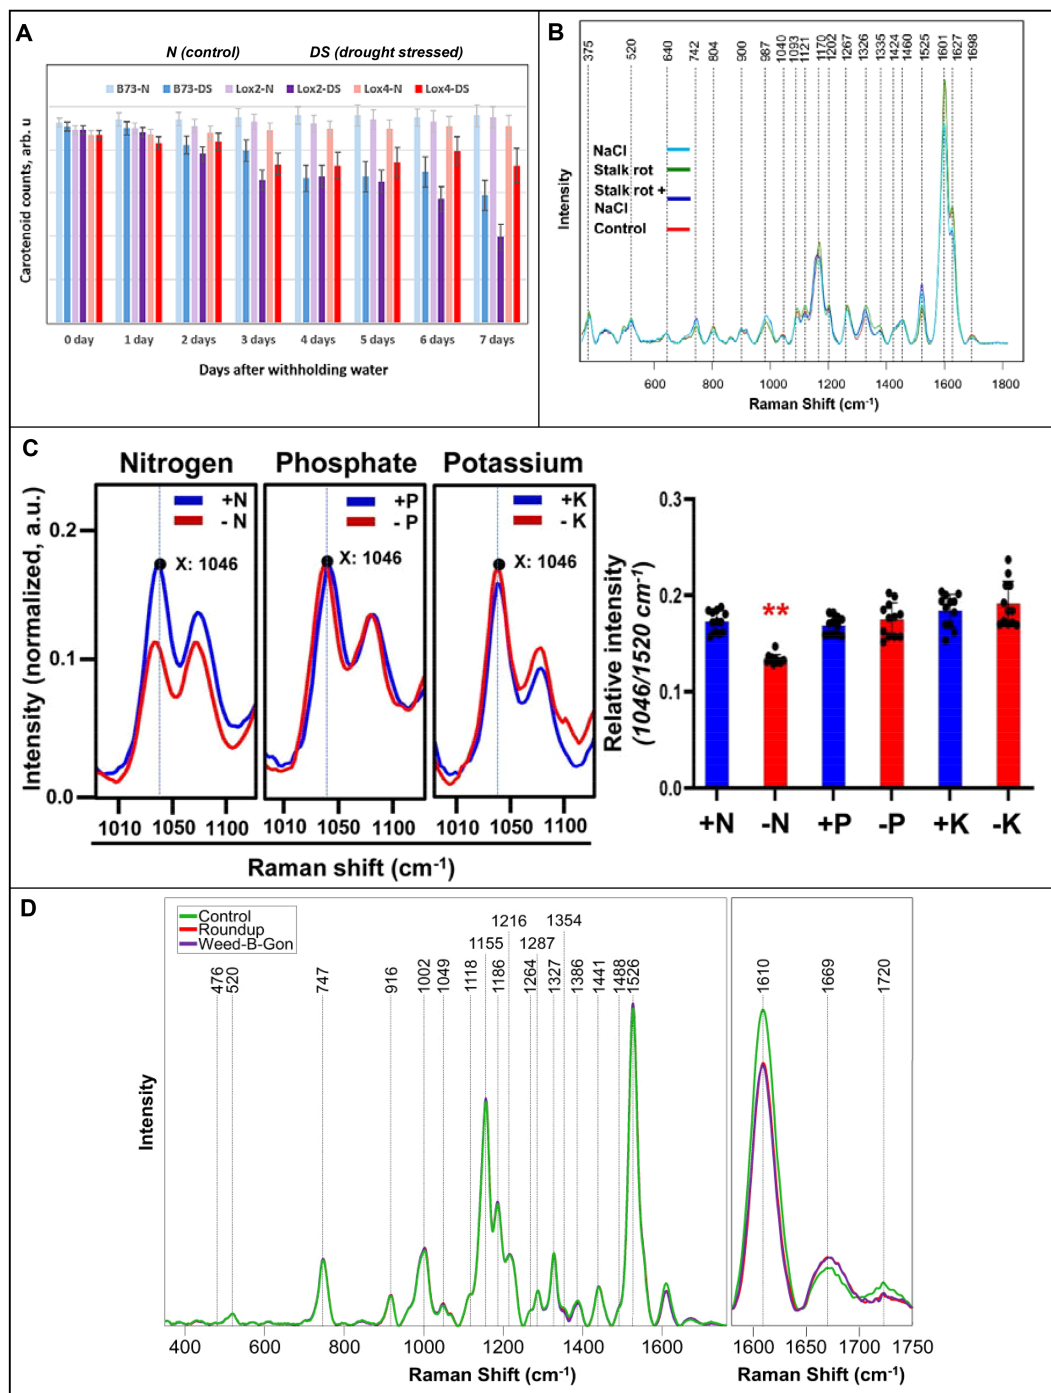 A
N (control)
DS (drought stressed)
B73-N
B73-DS
Lox2-N
Lox2-DS
Lox4-N
Lox4-DS
Carotenoid counts, arb. u
0 day
1 day
2 days
3 days
4 days
5 days
6 days
7 days
Days after withholding water
B
375
520
640
742
804
900
987
1040
1093
1121
1170
1202
1267
1326
1335
1424
1460
1525
1601
1627
1698
NaCl
Stalk rot
Stalk rot +
NaCl
Control
Intensity
600
800
1000
1200
1400
1600
1800
Raman Shift (cm-1)
C
Nitrogen
Phosphate
Potassium
+N
- N
X: 1046
+P
- P
X: 1046
+K
- K
X: 1046
Intensity (normalized, a.u.)
0.2
0.1
0.0
1010
1050
1100
1010
1050
1100
1010
1050
1100
Raman shift (cm-1)
Relative intensity
(1046/1520 cm-1)
0.3
0.2
0.1
0.0
**
+N
-N
+P
-P
+K
-K
D
Control
Roundup
Weed-B-Gon
476
520
747
916
1002
1049
1118
1155
1186
1216
1264
1287
1327
1354
1386
1441
1488
1526
1610
1669
1720
Intensity
400
600
800
1000
1200
1400
1600
Raman Shift (cm-1)
1600
1650
1700
1750
Raman Shift (cm-1)